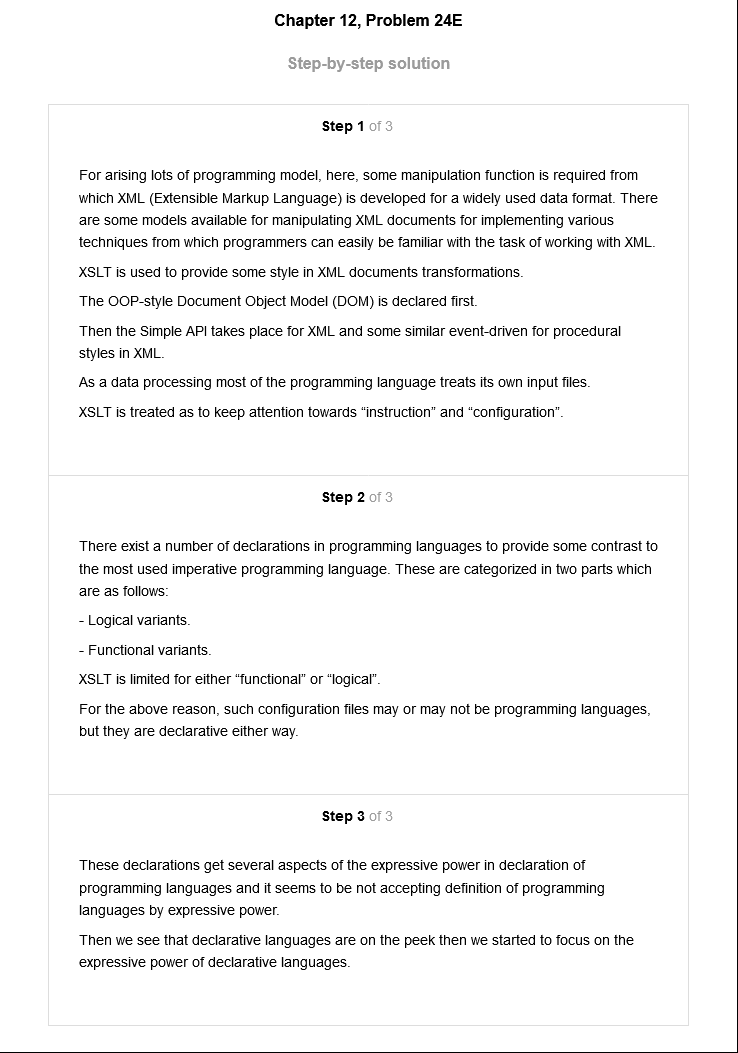 Chapter 12, Problem 24E
Step-by-step solution
Step 1 of 3
For arising lots of programming model, here, some manipulation function is required from
which XML (Extensible Markup Language) is developed for a widely used data format. There
are some models available for manipulating XML documents for implementing various
techniques from which programmers can easily be familiar with the task of working with XML.
XSLT is used to provide some style in XML documents transformations.
The OOP-style Document Object Model (DOM) is declared first.
Then the Simple API takes place for XML and some similar event-driven for procedural
styles in XML.
As a data processing most of the programming language treats its own input files.
XSLT is treated as to keep attention towards “instruction” and “configuration”.
Step 2 of 3
There exist a number of declarations in programming languages to provide some contrast to
the most used imperative programming language. These are categorized in two parts which
are as follows:
- Logical variants.
- Functional variants.
XSLT is limited for either “functional” or “logical”.
For the above reason, such configuration files may or may not be programming languages,
but they are declarative either way.
Step 3 of 3
These declarations get several aspects of the expressive power in declaration of
programming languages and it seems to be not accepting definition of programming
languages by expressive power.
Then we see that declarative languages are on the peek then we started to focus on the
expressive power of declarative languages.